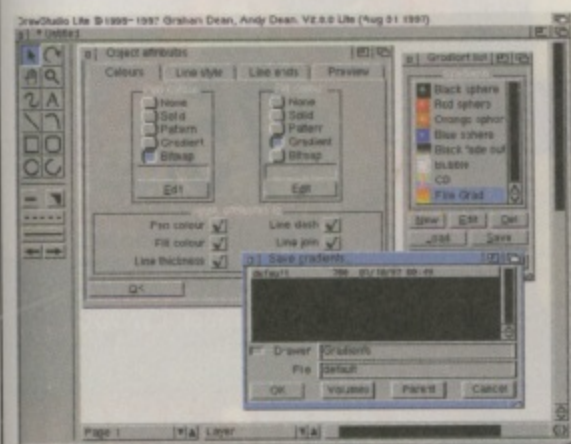 DrawStudio Lite ©1995-1997 Graham Dean, Andy Dean. V2.0.0 Lite (Aug 31 1997)
* Untitled
Object attributes
Colours Line style Line ends Preview
None
Solid
Pattern
Gradient
Bitmap
Edit
None
Solid
Pattern
Gradient
Bitmap
Edit
Pen colour
Fill colour
Line thickness
Line dash
Line join
OK
Gradient list
Black sphere
Red sphere
Orange spher
Blue sphere
Black fade out
bubble
CD
Fire Grad
New Edit Del
Load Save
Save gradients
default
Drawer Gradients
File default
OK Volumes Parent Cancel
Page 1 Layer